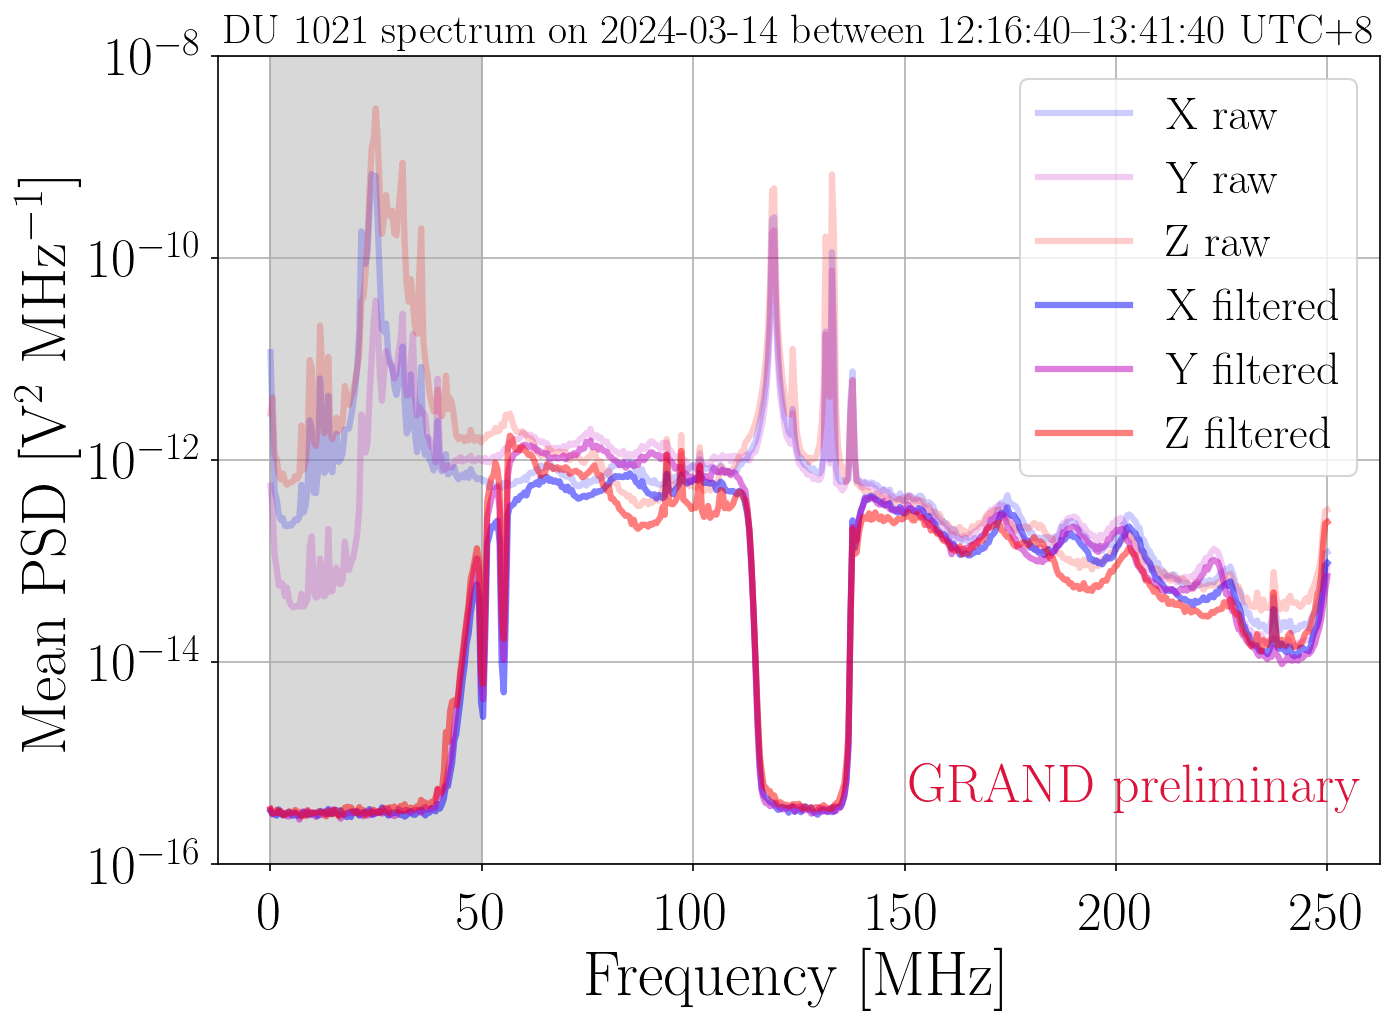 DU 1021 spectrum on 2024-03-14 between 12:16:40–13:41:40 UTC+8
10⁻⁸
10⁻¹⁰
10⁻¹²
10⁻¹⁴
10⁻¹⁶
Mean PSD [V² MHz⁻¹]
X raw
Y raw
Z raw
X filtered
Y filtered
Z filtered
GRAND preliminary
0 50 100 150 200 250
Frequency [MHz]